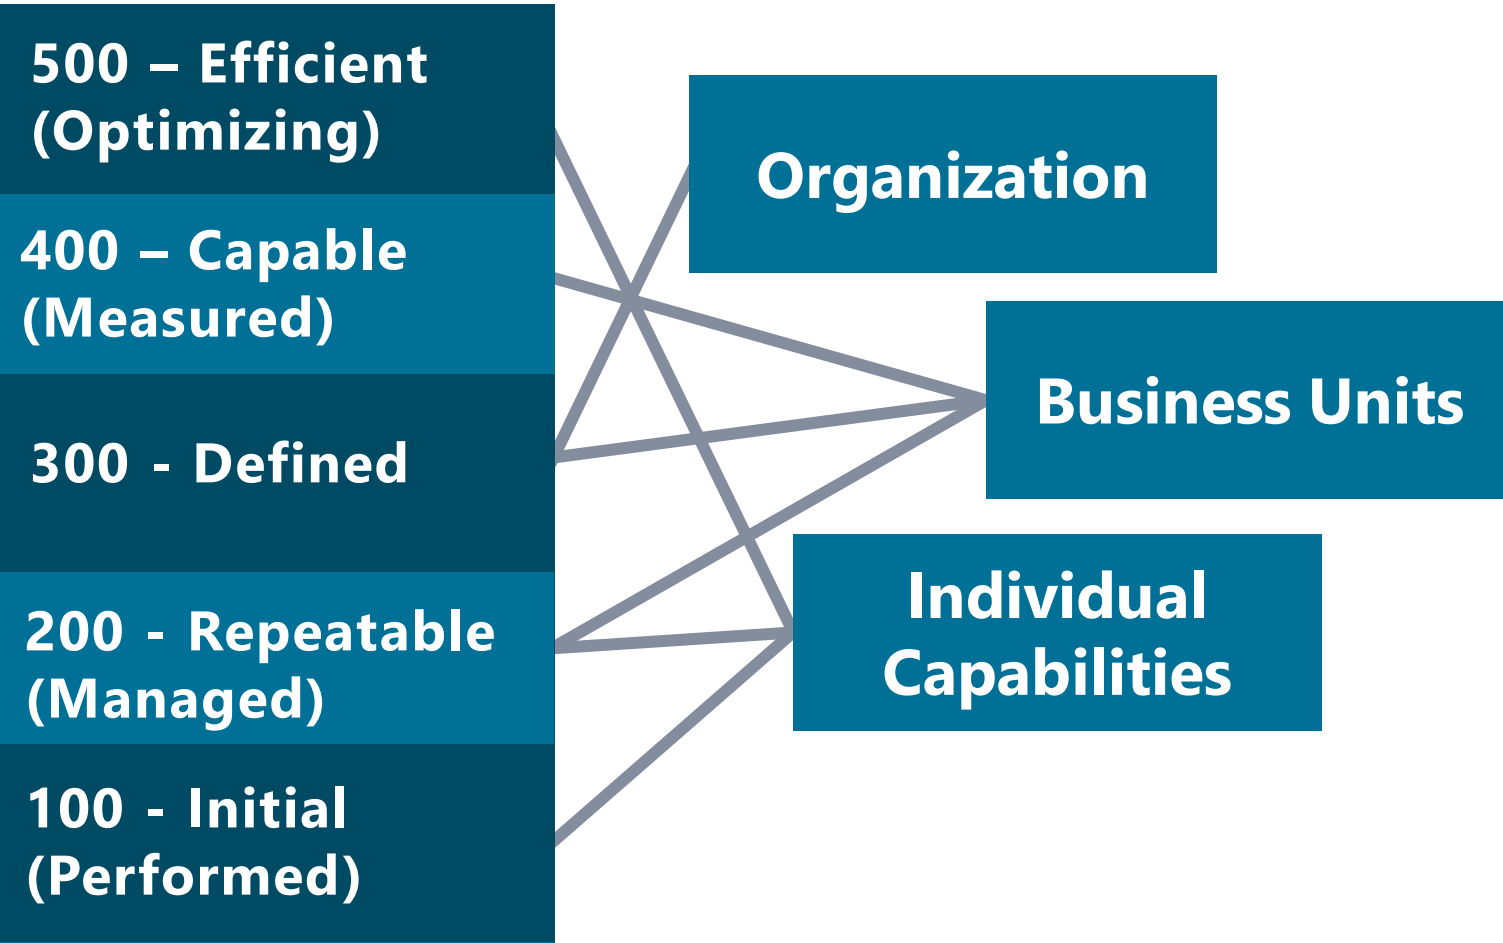 500 – Efficient
(Optimizing)
400 – Capable
(Measured)
300 - Defined
200 - Repeatable
(Managed)
100 - Initial
(Performed)
Organization
Business Units
Individual
Capabilities